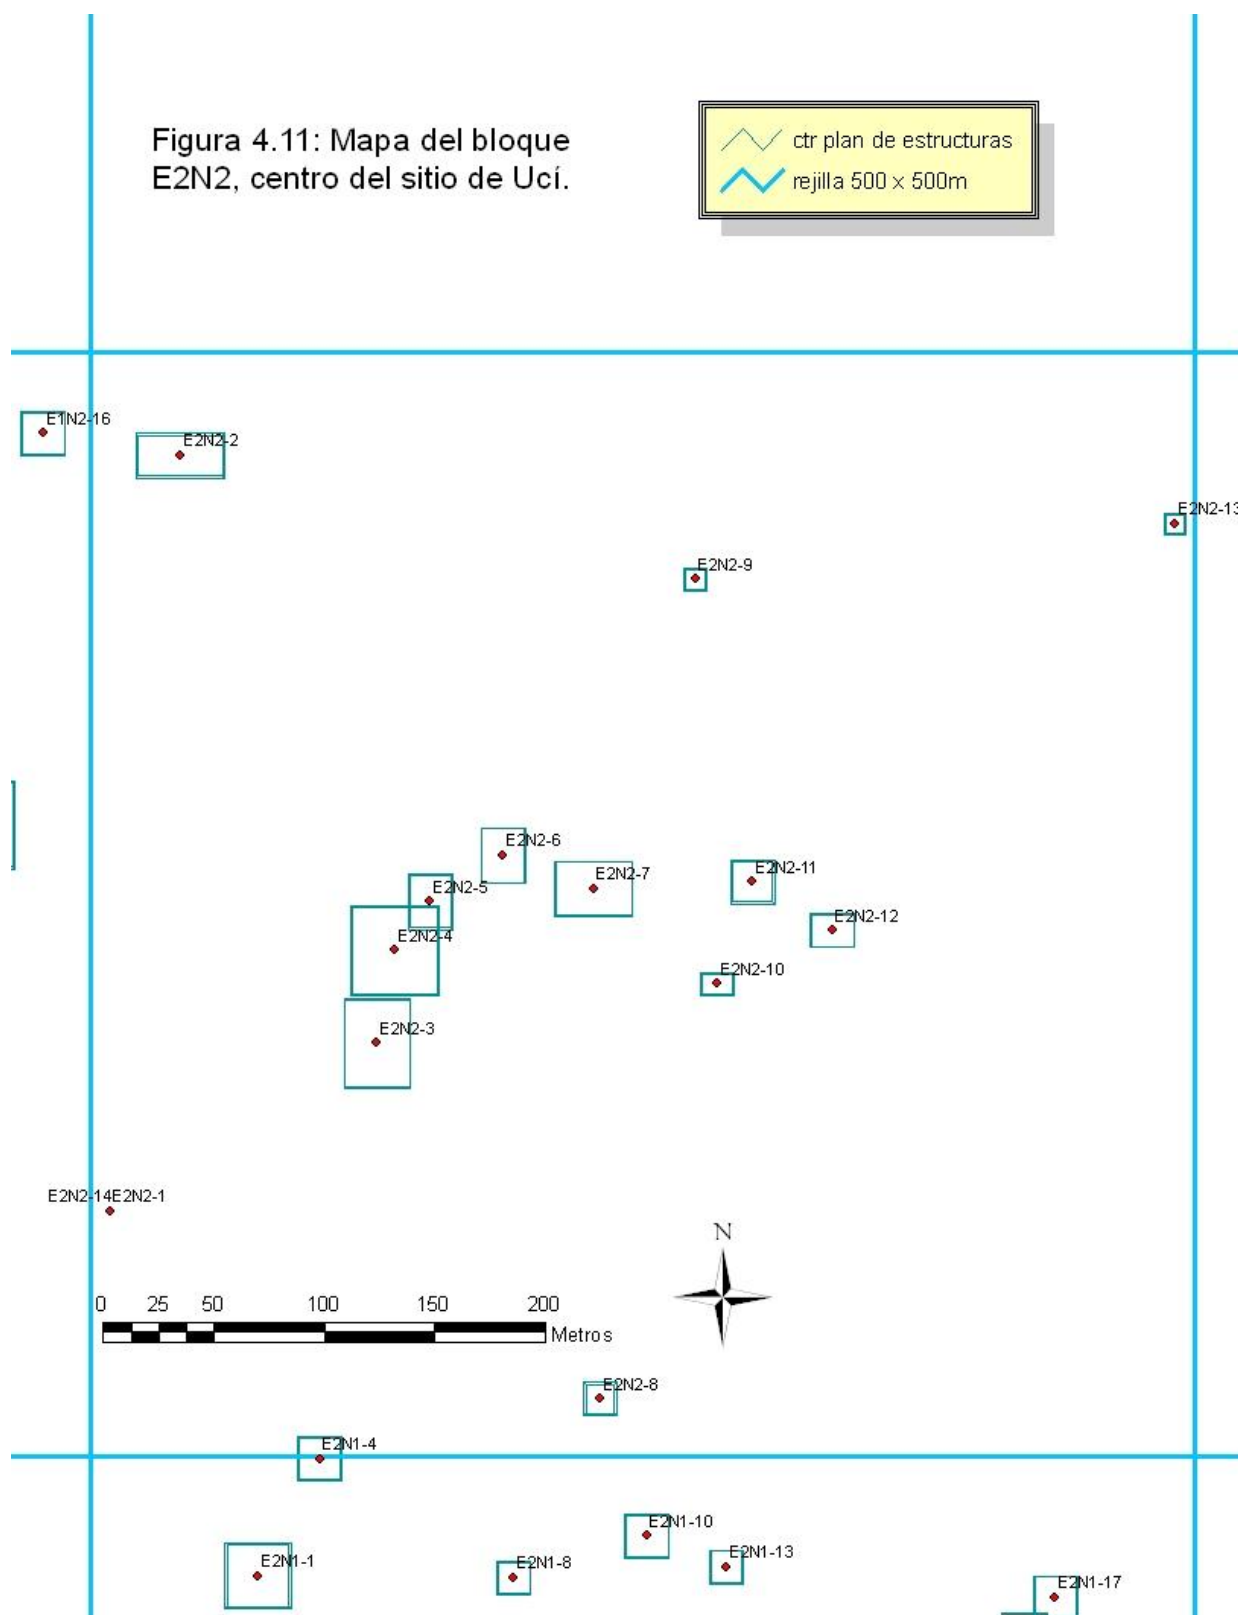 Figura 4.11: Mapa del bloque
E2N2, centro del sitio de Ucí.
ctr plan de estructuras
rejilla 500 x 500m
E1N2-16
E2N2-2
E2N2-13
E2N2-9
E2N2-6
E2N2-7
E2N2-11
E2N2-5
E2N2-12
E2N2-4
E2N2-10
E2N2-3
E2N2-14E2N2-1
N
0 25 50 100 150 200
Metros
E2N2-8
E2N1-4
E2N1-10
E2N1-13
E2N1-1
E2N1-8
E2N1-17